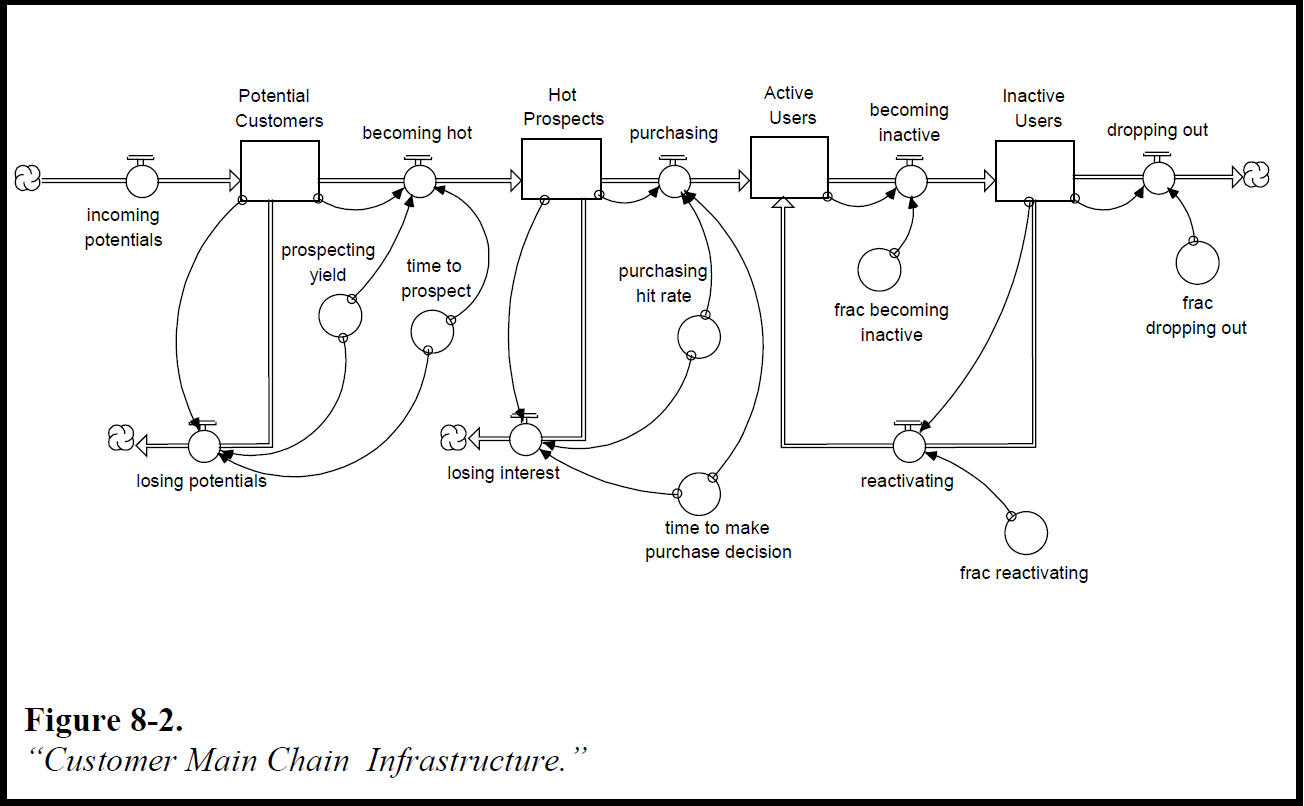 Potential
Customers
becoming hot
Hot
Prospects
purchasing
Active
Users
becoming
inactive
Inactive
Users
dropping out
incoming
potentials
prospecting
yield
time to
prospect
purchasing
hit rate
frac becoming
inactive
frac
dropping out
losing potentials
losing interest
reactivating
time to make
purchase decision
frac reactivating
Figure 8-2.
“Customer Main Chain Infrastructure.”